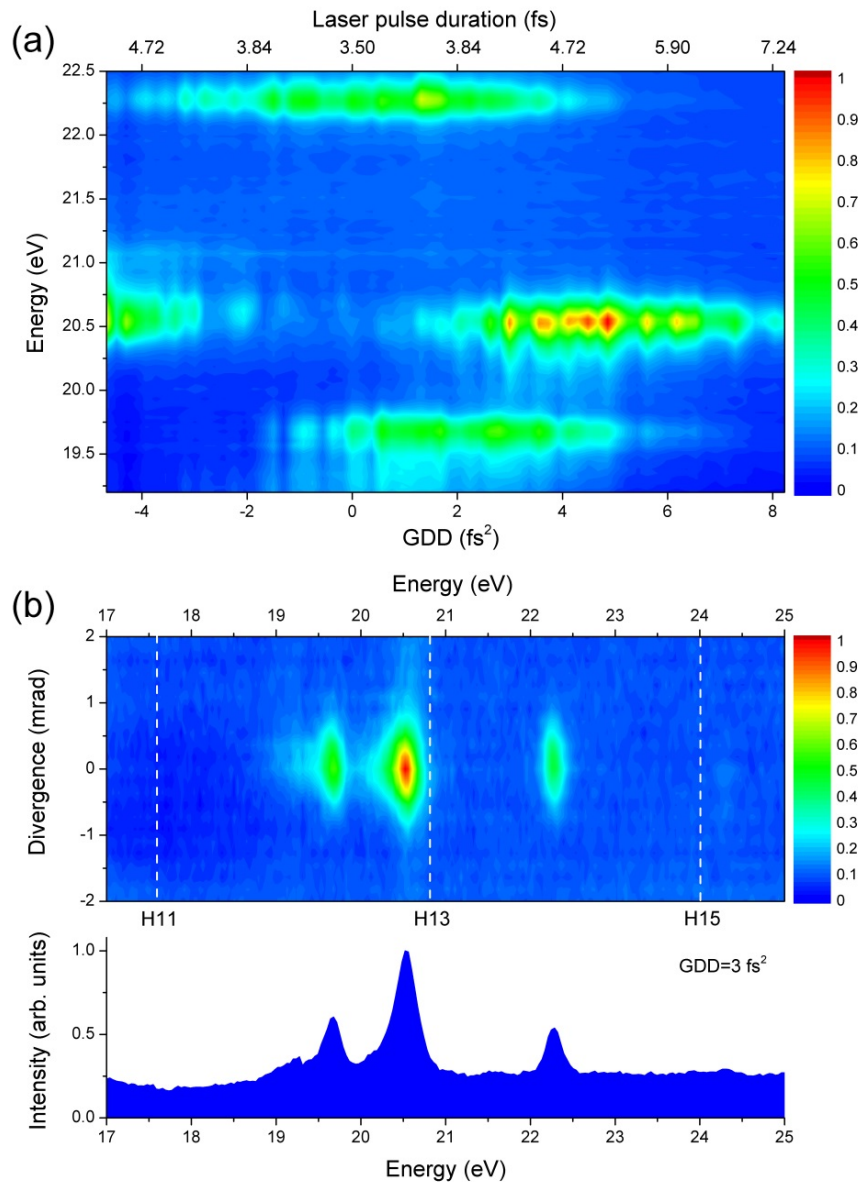 (a)
Laser pulse duration (fs)
4.72 3.84 3.50 3.84 4.72 5.90 7.24
22.5
22.0
21.5
21.0
20.5
20.0
19.5
Energy (eV)
1
0.9
0.8
0.7
0.6
0.5
0.4
0.3
0.2
0.1
0
-4 -2 0 2 4 6 8
GDD (fs²)
(b)
Energy (eV)
17 18 19 20 21 22 23 24 25
2
1
0
-1
-2
Divergence (mrad)
1
0.9
0.8
0.7
0.6
0.5
0.4
0.3
0.2
0.1
0
H11 H13 H15
1.0
0.5
0.0
Intensity (arb. units)
GDD=3 fs²
17 18 19 20 21 22 23 24 25
Energy (eV)